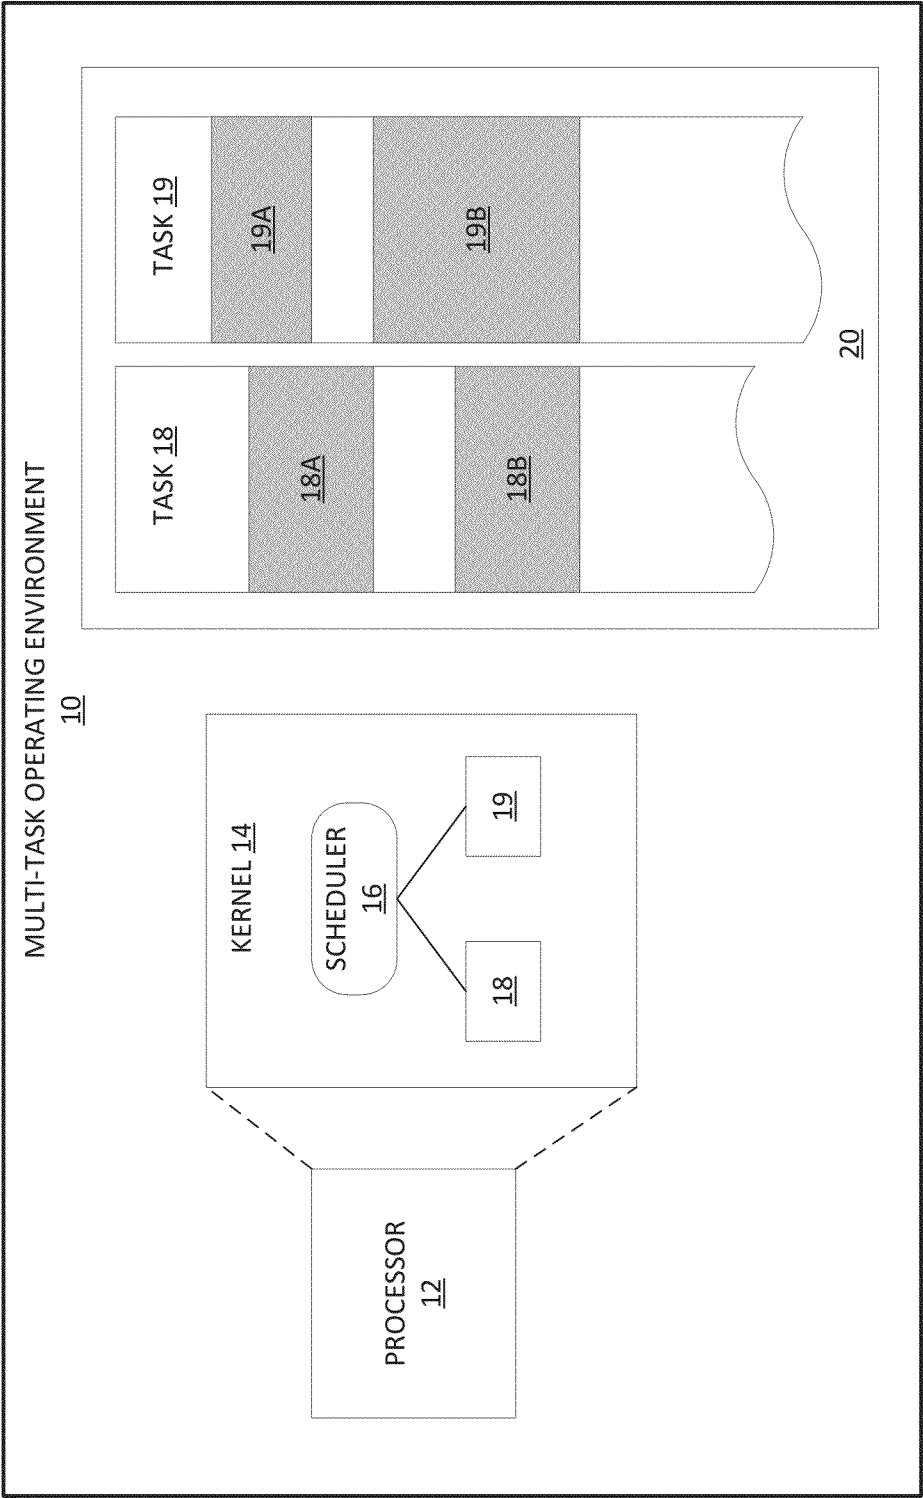 MULTI-TASK OPERATING ENVIRONMENT
10
PROCESSOR
12
KERNEL 14
SCHEDULER
16
18
19
TASK 18
18A
18B
TASK 19
19A
19B
20